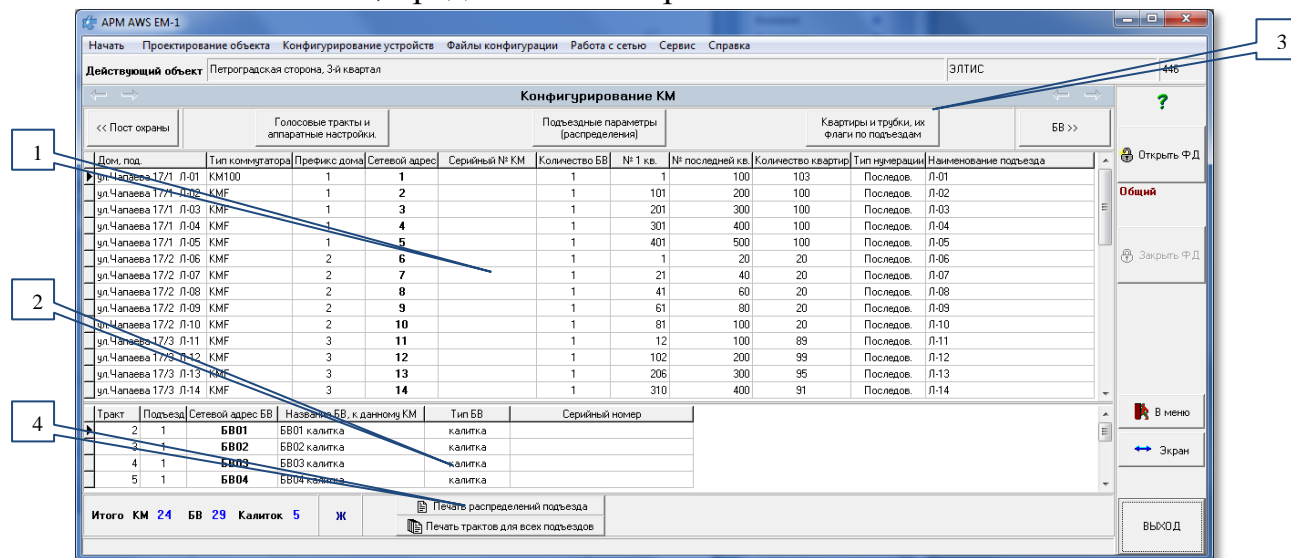 APM AWS EM-1
Начать Проектирование объекта Конфигурирование устройств Файлы конфигурации Работа с сетью Сервис Справка
Действующий объект Петроградская сторона, 3-й квартал ЭЛТИС 446
Конфигурирование КМ
<< Пост охраны Голосовые тракты и аппаратные настройки. Подъездные параметры (распределения) Квартиры и трубки, их флаги по подъездам БВ >>
Дом, под. Тип коммутатора Префикс дома Сетевой адрес Серийный № КМ Количество БВ № 1 кв. № последней кв. Количество квартир Тип нумерации Наименование подъезда
ул.Чапаева 17/1 Л-01 КМ100 1 1 1 1 100 103 Последов. Л-01
ул.Чапаева 17/1 Л-02 KMF 1 2 1 101 200 100 Последов. Л-02
ул.Чапаева 17/1 Л-03 KMF 1 3 1 201 300 100 Последов. Л-03
ул.Чапаева 17/1 Л-04 KMF 1 4 1 301 400 100 Последов. Л-04
ул.Чапаева 17/1 Л-05 KMF 1 5 1 401 500 100 Последов. Л-05
ул.Чапаева 17/2 Л-06 KMF 2 6 1 1 20 20 Последов. Л-06
ул.Чапаева 17/2 Л-07 KMF 2 7 1 21 40 20 Последов. Л-07
ул.Чапаева 17/2 Л-08 KMF 2 8 1 41 60 20 Последов. Л-08
ул.Чапаева 17/2 Л-09 KMF 2 9 1 61 80 20 Последов. Л-09
ул.Чапаева 17/2 Л-10 KMF 2 10 1 81 100 20 Последов. Л-10
ул.Чапаева 17/3 Л-11 KMF 3 11 1 12 100 89 Последов. Л-11
ул.Чапаева 17/3 Л-12 KMF 3 12 1 102 200 99 Последов. Л-12
ул.Чапаева 17/3 Л-13 KMF 3 13 1 206 300 95 Последов. Л-13
ул.Чапаева 17/3 Л-14 KMF 3 14 1 310 400 91 Последов. Л-14
Тракт Подъезд Сетевой адрес БВ Название БВ, к данному КМ Тип БВ Серийный номер
2 1 БВ01 БВ01 калитка калитка
3 1 БВ02 БВ02 калитка калитка
4 1 БВ03 БВ03 калитка калитка
5 1 БВ04 БВ04 калитка калитка
Итого КМ 24 БВ 29 Калиток 5 Ж
Печать распределений подъезда
Печать трактов для всех подъездов
?
Открыть ФД
Общий
Закрыть ФД
В меню
Экран
ВЫХОД
1
2
3
4